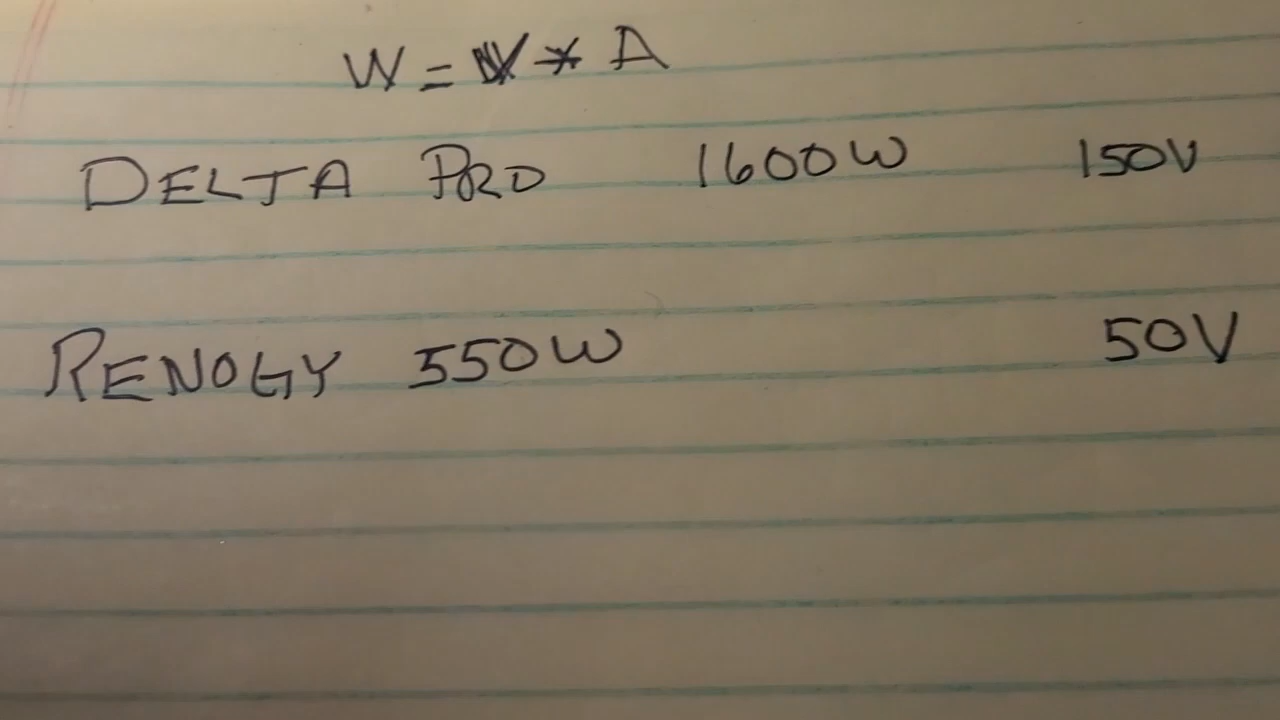 W = V * A
DELTA PRO 1600W 150V
RENOGY 550W 50V